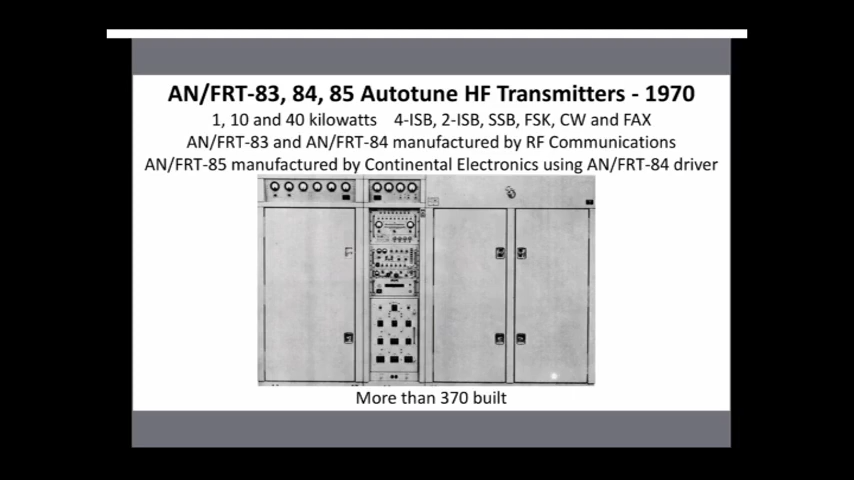 AN/FRT-83, 84, 85 Autotune HF Transmitters - 1970
1, 10 and 40 kilowatts 4-ISB, 2-ISB, SSB, FSK, CW and FAX
AN/FRT-83 and AN/FRT-84 manufactured by RF Communications
AN/FRT-85 manufactured by Continental Electronics using AN/FRT-84 driver
More than 370 built